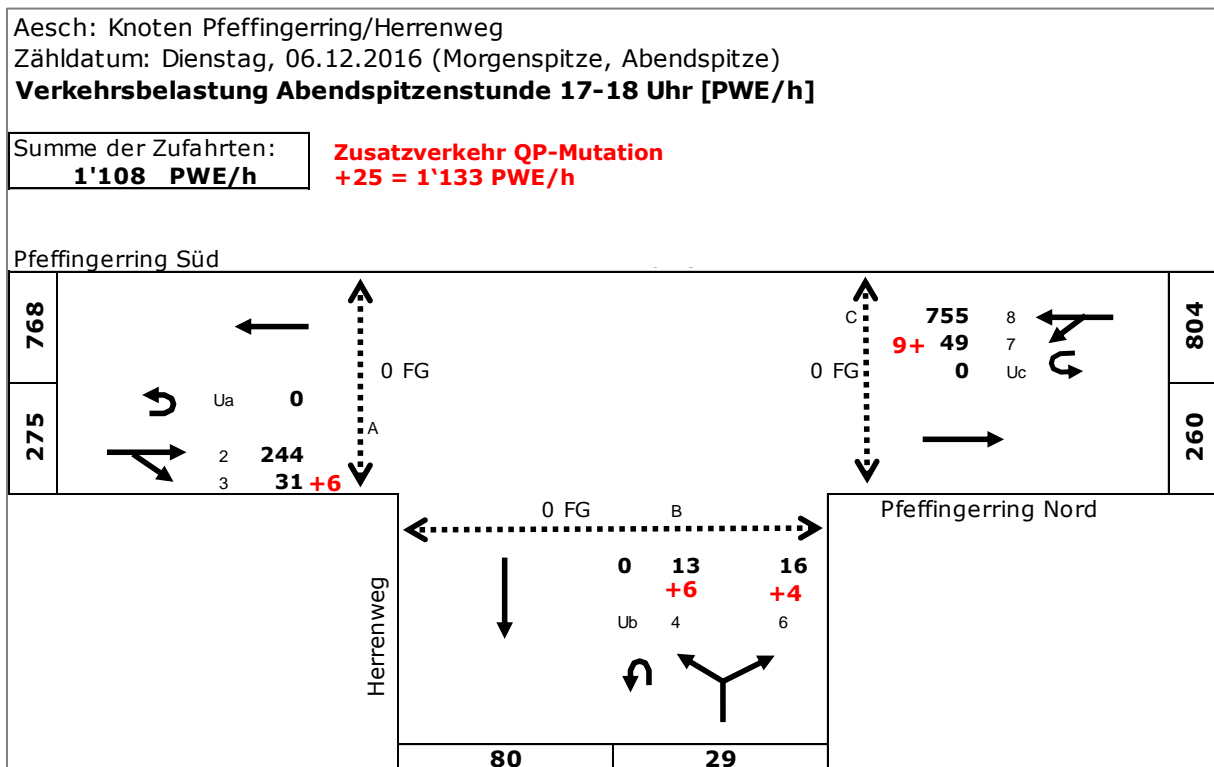 Aesch: Knoten Pfeffingerring/Herrenweg
Zähldatum: Dienstag, 06.12.2016 (Morgenspitze, Abendspitze)
Verkehrsbelastung Abendspitzenstunde 17-18 Uhr [PWE/h]
Summe der Zufahrten:
1'108 PWE/h
Zusatzverkehr QP-Mutation
+25 = 1‘133 PWE/h
Pfeffingerring Süd
768
275
Ua 0
2 244
3 31 +6
0 FG
A
C
0 FG
755 8
9+ 49 7
0 Uc
804
260
Pfeffingerring Nord
0 FG B
0 13 16
+6 +4
Ub 4 6
Herrenweg
80 29